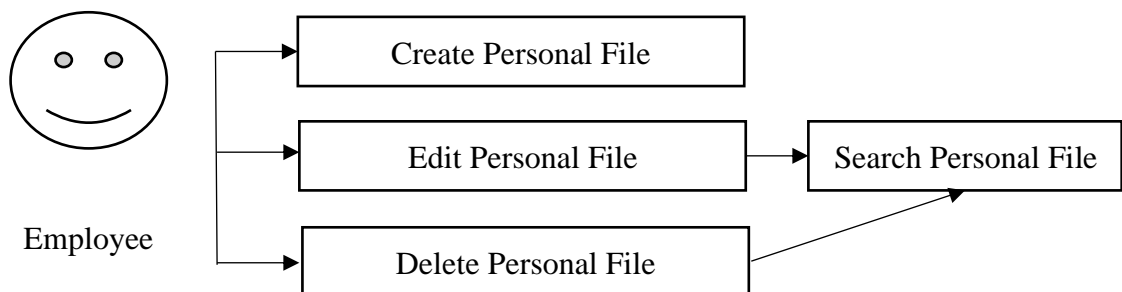 Create Personal File
Edit Personal File
Search Personal File
Employee
Delete Personal File